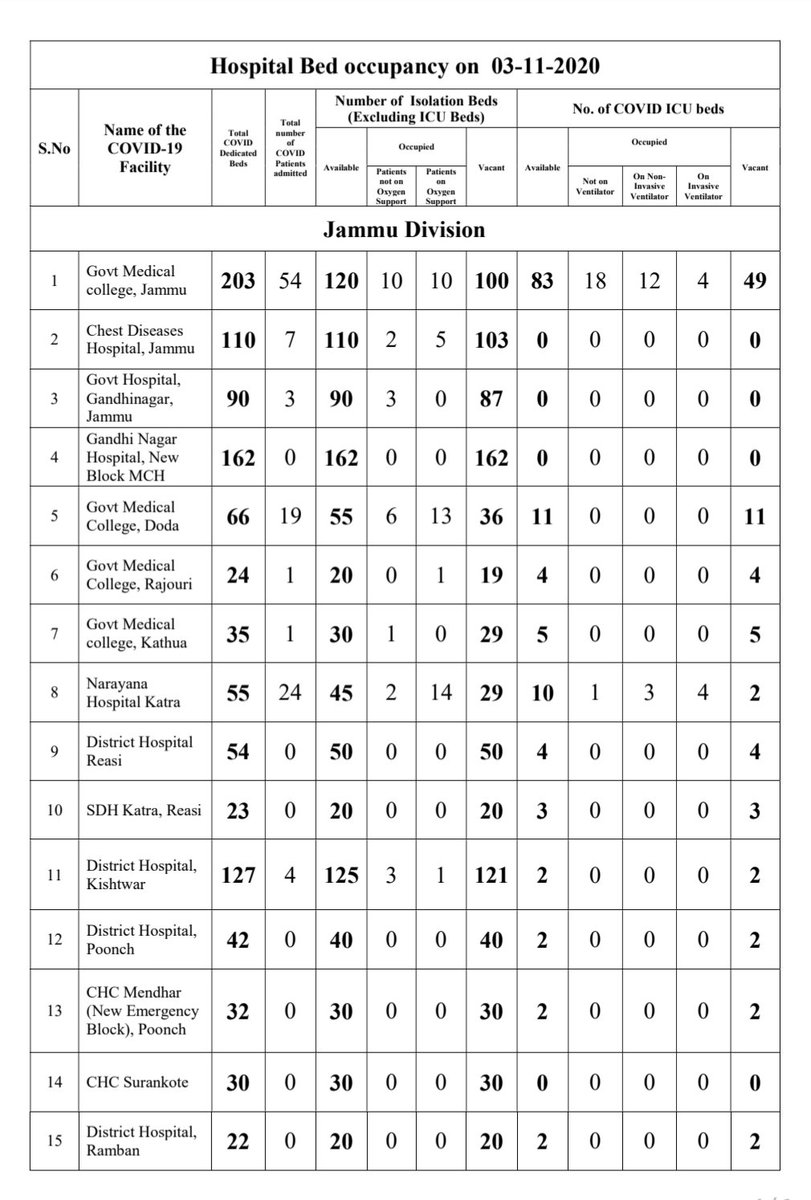 Hospital Bed occupancy on 03-11-2020
S.No
Name of the
COVID-19
Facility
Total
COVID
Dedicated
Beds
Total
number
of
COVID
Patients
admitted
Number of Isolation Beds
(Excluding ICU Beds)
No. of COVID ICU beds
Available
Occupied
Patients
not on
Oxygen
Support
Patients
on
Oxygen
Support
Vacant
Available
Occupied
Not on
Ventilator
On Non-
Invasive
Ventilator
On
Invasive
Ventilator
Vacant
Jammu Division
1 Govt Medical
college, Jammu 203 54 120 10 10 100 83 18 12 4 49
2 Chest Diseases
Hospital, Jammu 110 7 110 2 5 103 0 0 0 0 0
3 Govt Hospital,
Gandhinagar,
Jammu 90 3 90 3 0 87 0 0 0 0 0
4 Gandhi Nagar
Hospital, New
Block MCH 162 0 162 0 0 162 0 0 0 0 0
5 Govt Medical
College, Doda 66 19 55 6 13 36 11 0 0 0 11
6 Govt Medical
College, Rajouri 24 1 20 0 1 19 4 0 0 0 4
7 Govt Medical
college, Kathua 35 1 30 1 0 29 5 0 0 0 5
8 Narayana
Hospital Katra 55 24 45 2 14 29 10 1 3 4 2
9 District Hospital
Reasi 54 0 50 0 0 50 4 0 0 0 4
10 SDH Katra, Reasi 23 0 20 0 0 20 3 0 0 0 3
11 District Hospital,
Kishtwar 127 4 125 3 1 121 2 0 0 0 2
12 District Hospital,
Poonch 42 0 40 0 0 40 2 0 0 0 2
13 CHC Mendhar
(New Emergency
Block), Poonch 32 0 30 0 0 30 2 0 0 0 2
14 CHC Surankote 30 0 30 0 0 30 0 0 0 0 0
15 District Hospital,
Ramban 22 0 20 0 0 20 2 0 0 0 2